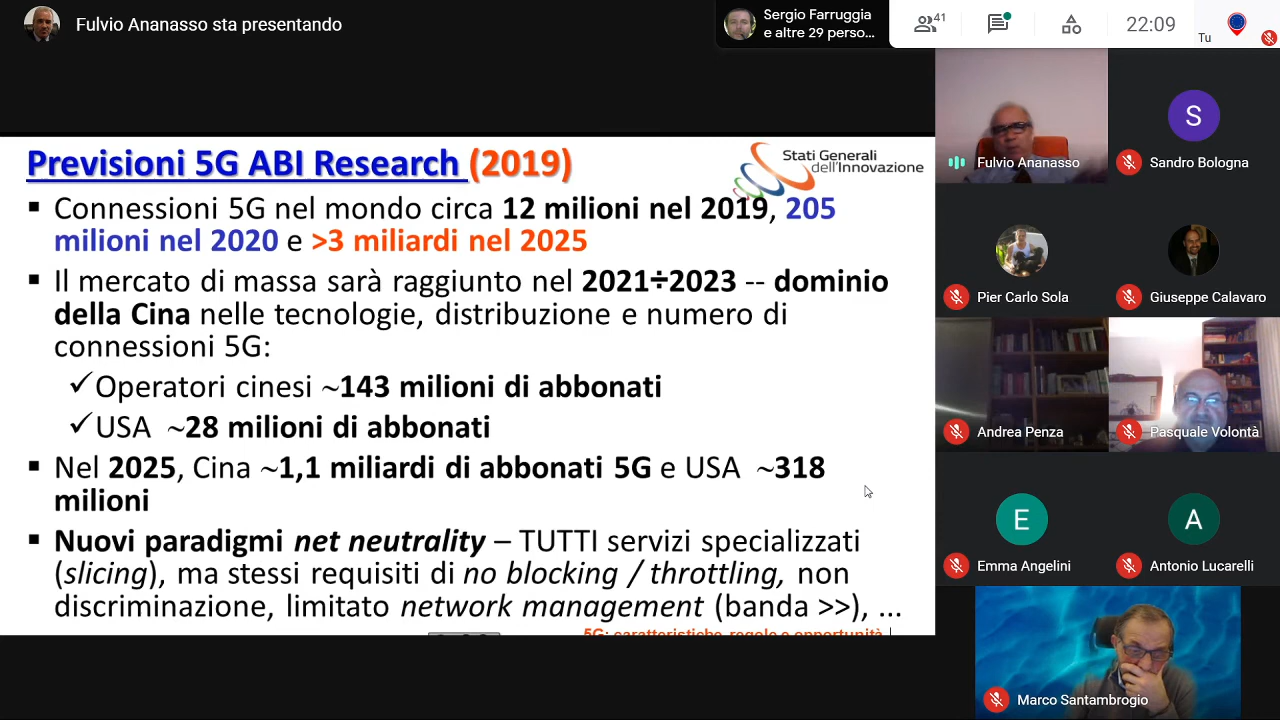 Fulvio Ananasso sta presentando
Sergio Farruggia
e altre 29 perso...
41
22:09
Tu
Previsioni 5G ABI Research (2019)
Stati Generali
dell'Innovazione
▪ Connessioni 5G nel mondo circa 12 milioni nel 2019, 205
milioni nel 2020 e >3 miliardi nel 2025
▪ Il mercato di massa sarà raggiunto nel 2021÷2023 -- dominio
della Cina nelle tecnologie, distribuzione e numero di
connessioni 5G:
✓Operatori cinesi ~143 milioni di abbonati
✓USA ~28 milioni di abbonati
▪ Nel 2025, Cina ~1,1 miliardi di abbonati 5G e USA ~318
milioni
▪ Nuovi paradigmi net neutrality – TUTTI servizi specializzati
(slicing), ma stessi requisiti di no blocking / throttling, non
discriminazione, limitato network management (banda >>), ...
5G: caratteristiche, regole e opportunità
Fulvio Ananasso
S
Sandro Bologna
Pier Carlo Sola
Giuseppe Calavaro
Andrea Penza
Pasquale Volontà
E
Emma Angelini
A
Antonio Lucarelli
Marco Santambrogio